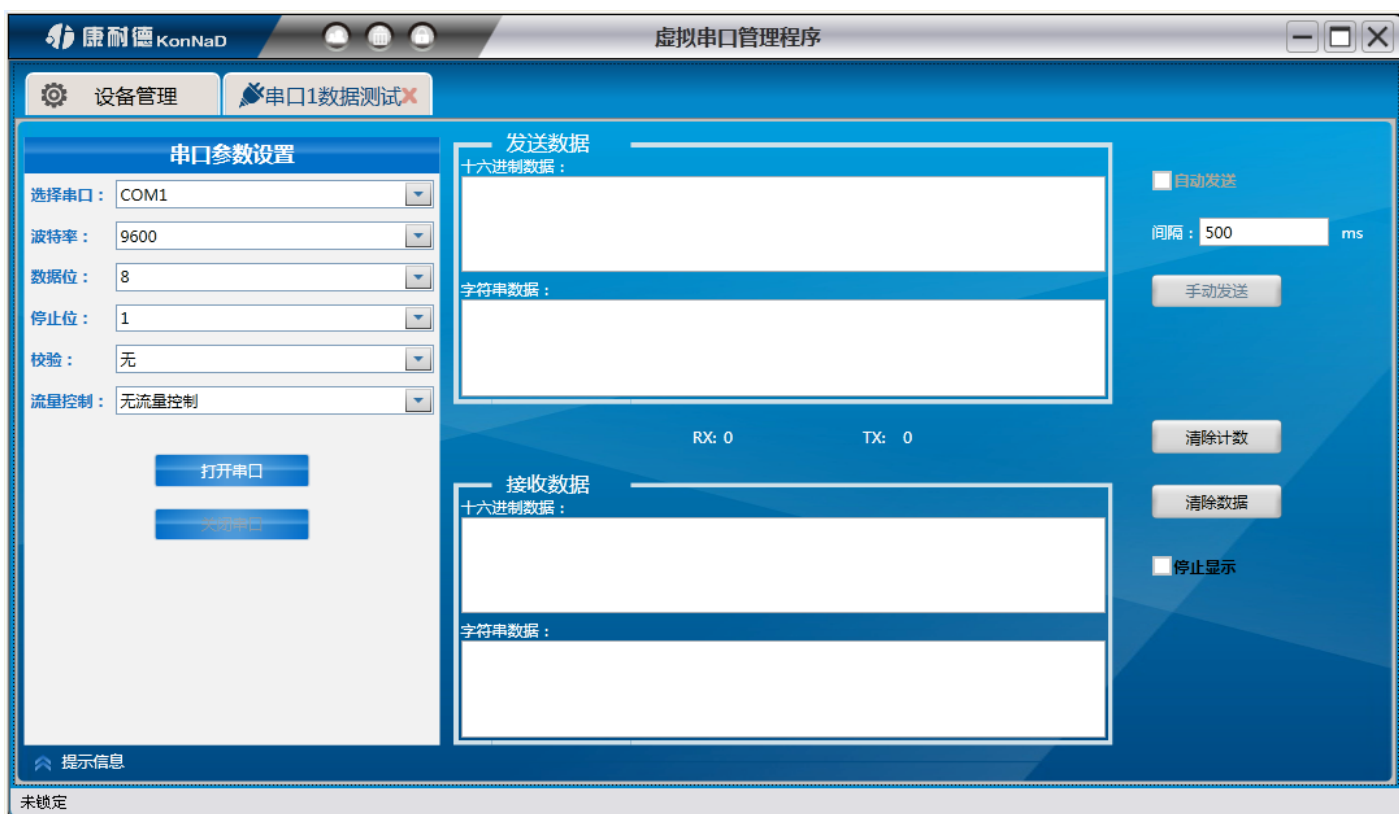 康耐德 KonNaD
虚拟串口管理程序
设备管理
串口1数据测试
串口参数设置
选择串口： COM1
波特率： 9600
数据位： 8
停止位： 1
校验： 无
流量控制： 无流量控制
打开串口
关闭串口
发送数据
十六进制数据：
字符串数据：
RX: 0 TX: 0
接收数据
十六进制数据：
字符串数据：
自动发送
间隔： 500 ms
手动发送
清除计数
清除数据
停止显示
提示信息
未锁定